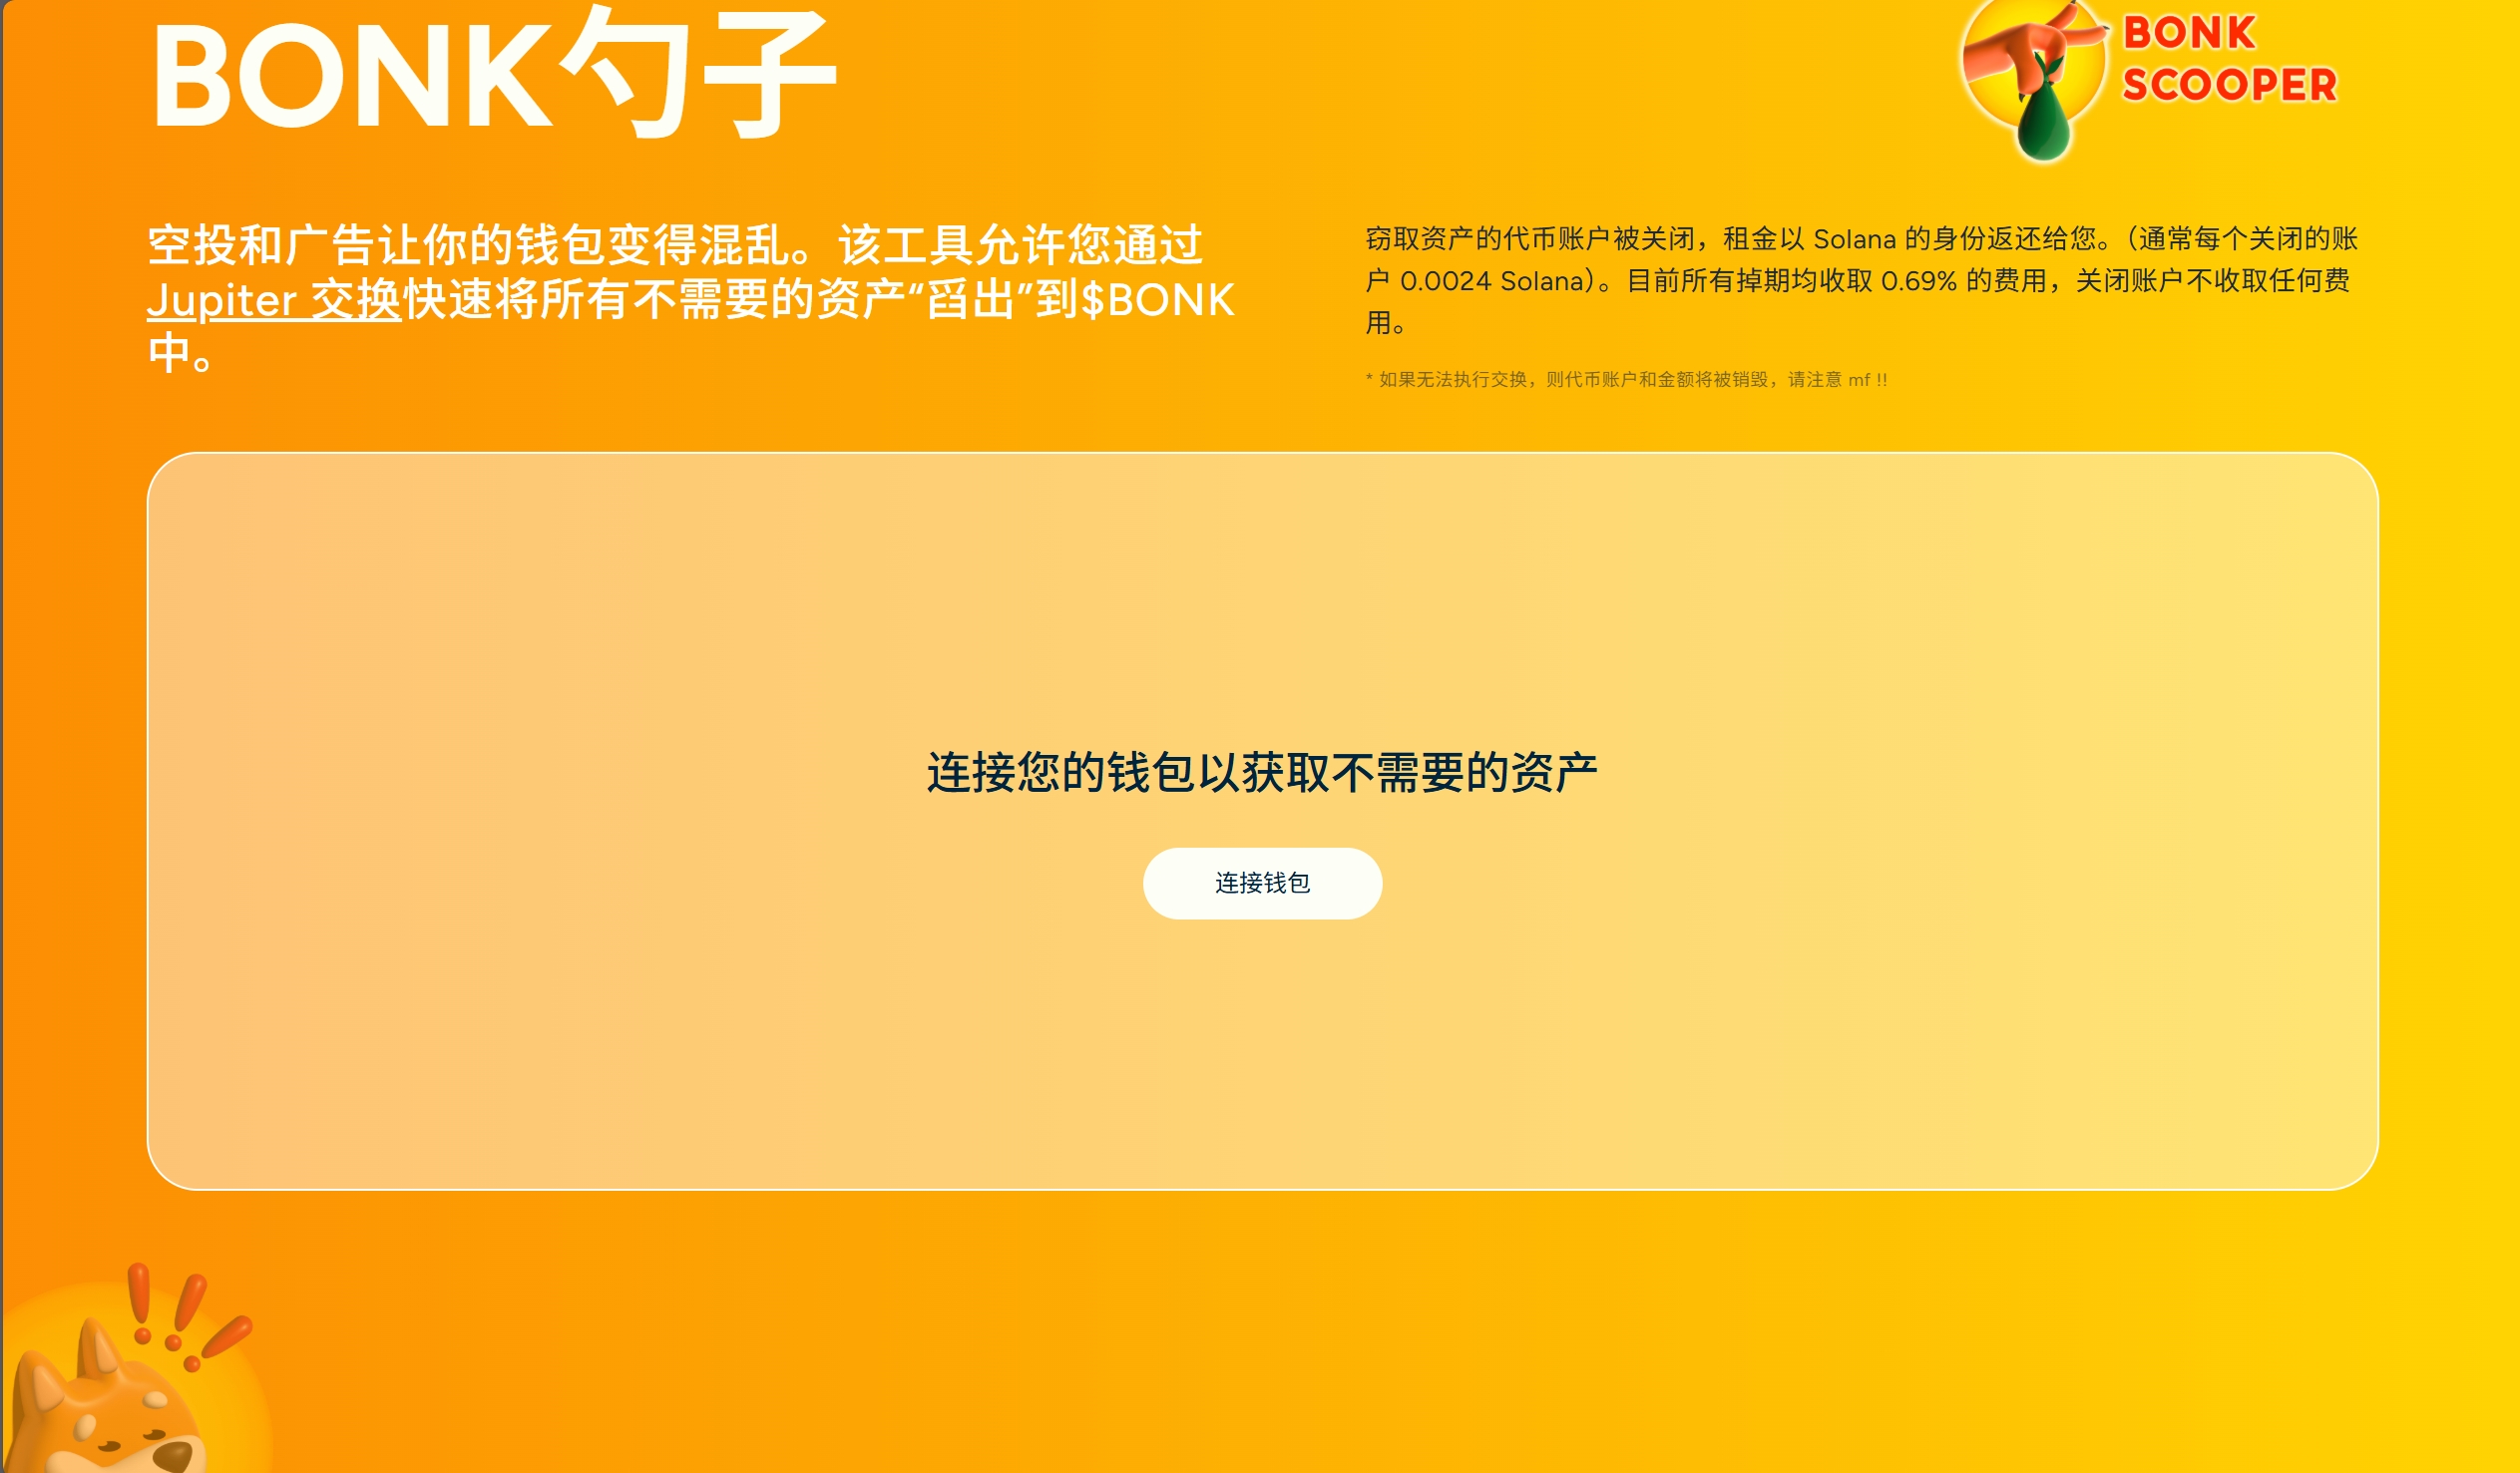 BONK勺子
BONK
SCOOPER
空投和广告让你的钱包变得混乱。该工具允许您通过
Jupiter 交换快速将所有不需要的资产“舀出”到$BONK
中。
窃取资产的代币账户被关闭，租金以 Solana 的身份返还给您。（通常每个关闭的账
户 0.0024 Solana）。目前所有掉期均收取 0.69% 的费用，关闭账户不收取任何费
用。
* 如果无法执行交换，则代币账户和金额将被销毁，请注意 mf !!
连接您的钱包以获取不需要的资产
连接钱包